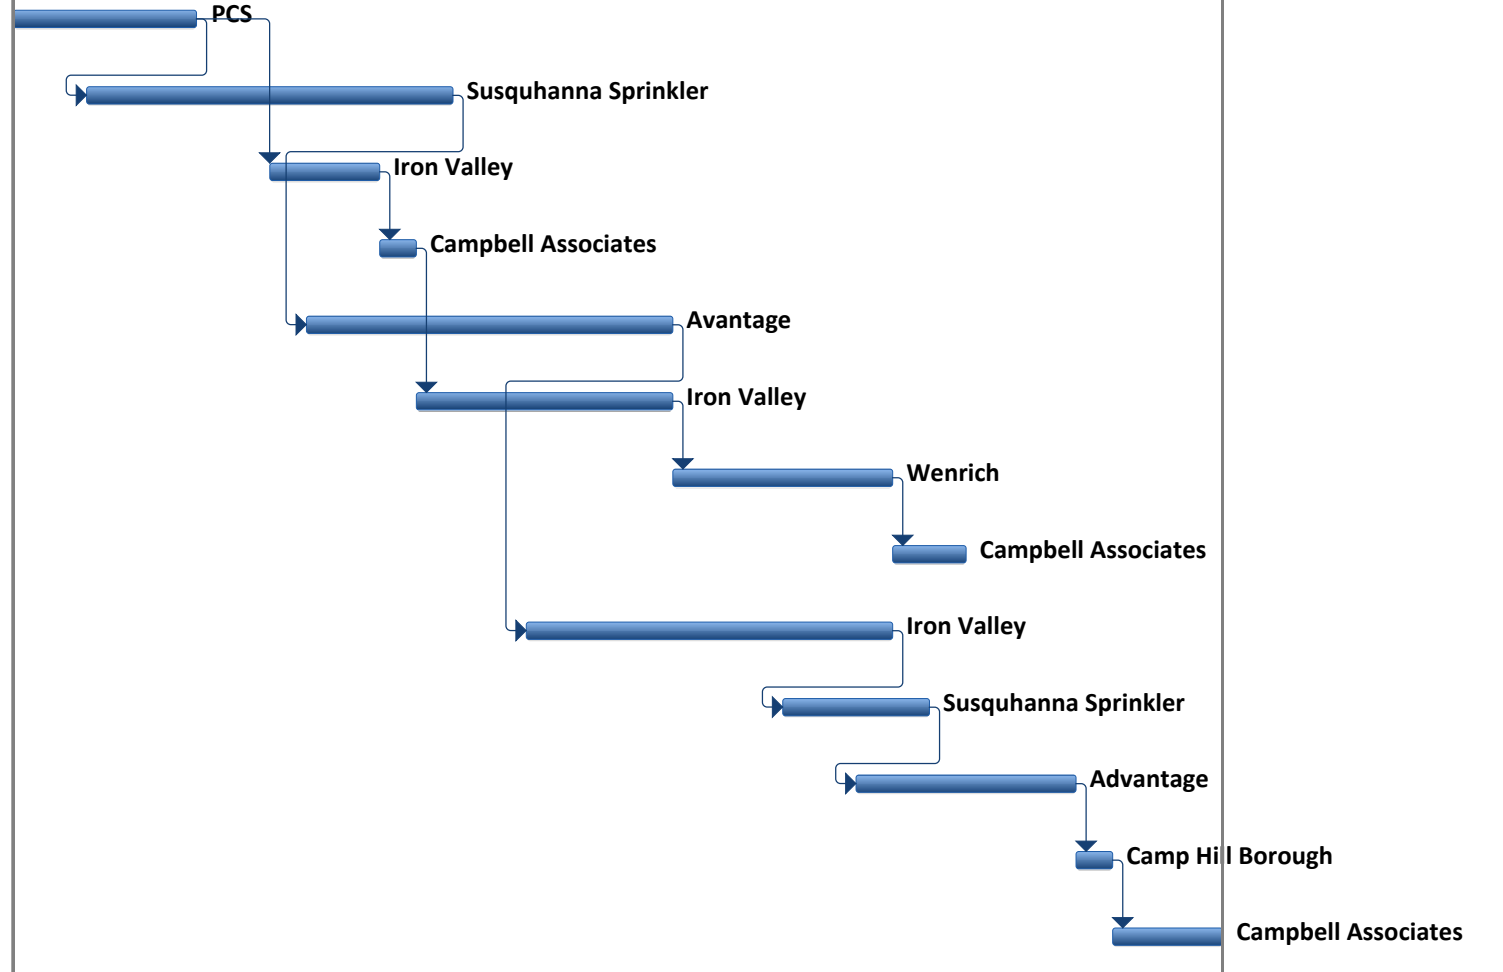 PCS
Susquhanna Sprinkler
Iron Valley
Campbell Associates
Avantage
Iron Valley
Wenrich
Campbell Associates
Iron Valley
Susquhanna Sprinkler
Advantage
Camp Hill Borough
Campbell Associates